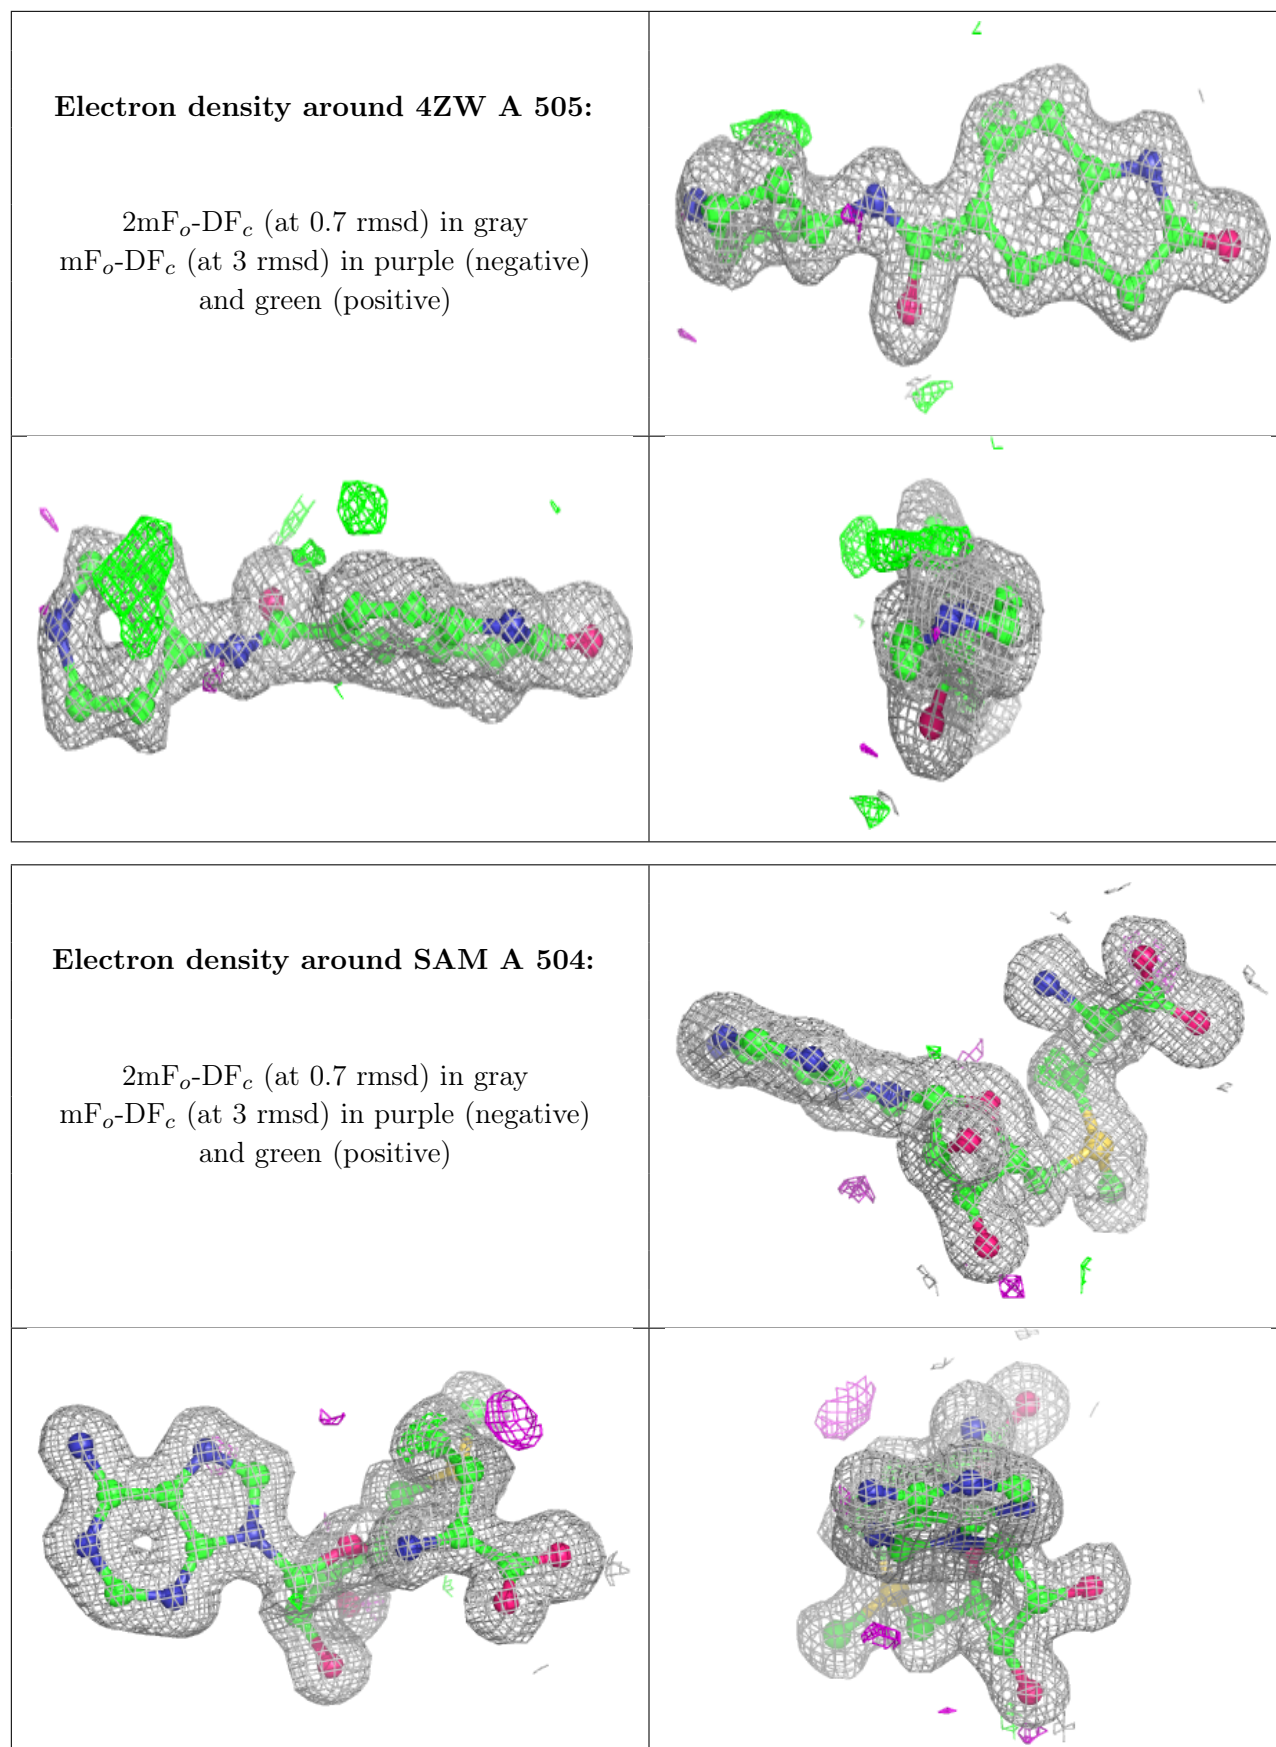 Electron density around 4ZW A 505:
2mFₒ-DF𝑐 (at 0.7 rmsd) in gray
mFₒ-DF𝑐 (at 3 rmsd) in purple (negative)
and green (positive)
Electron density around SAM A 504:
2mFₒ-DF𝑐 (at 0.7 rmsd) in gray
mFₒ-DF𝑐 (at 3 rmsd) in purple (negative)
and green (positive)